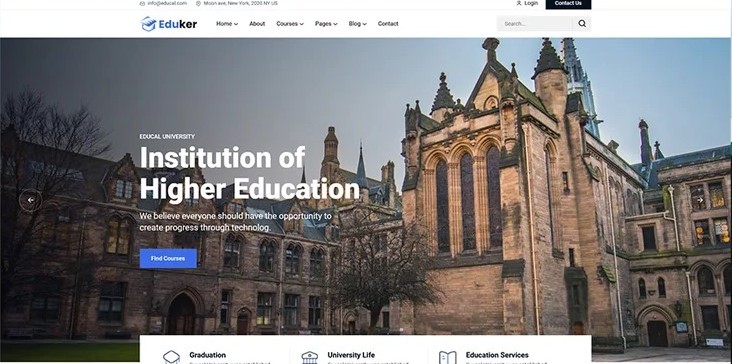 info@educal.com Moon ave, New York, 2020 NY US Login Contact Us
Eduker Home About Courses Pages Blog Contact Search...
EDUCAL UNIVERSITY
Institution of
Higher Education
We believe everyone should have the opportunity to
create progress through technolog.
Find Courses
Graduation University Life Education Services